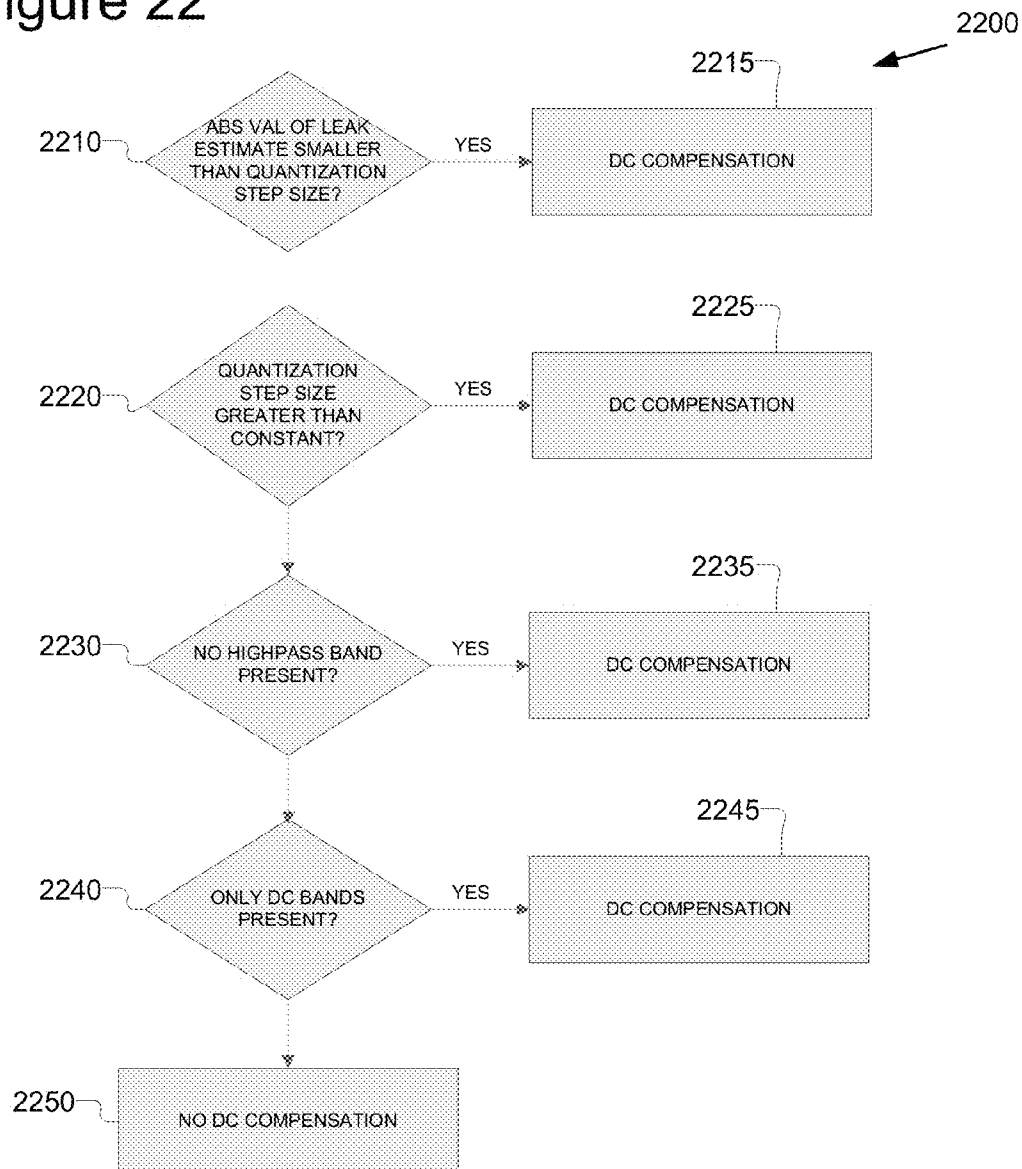 igure 22
2200
2210
ABS VAL OF LEAK
ESTIMATE SMALLER
THAN QUANTIZATION
STEP SIZE?
YES
2215
DC COMPENSATION
2220
QUANTIZATION
STEP SIZE
GREATER THAN
CONSTANT?
YES
2225
DC COMPENSATION
2230
NO HIGHPASS BAND
PRESENT?
YES
2235
DC COMPENSATION
2240
ONLY DC BANDS
PRESENT?
YES
2245
DC COMPENSATION
2250
NO DC COMPENSATION